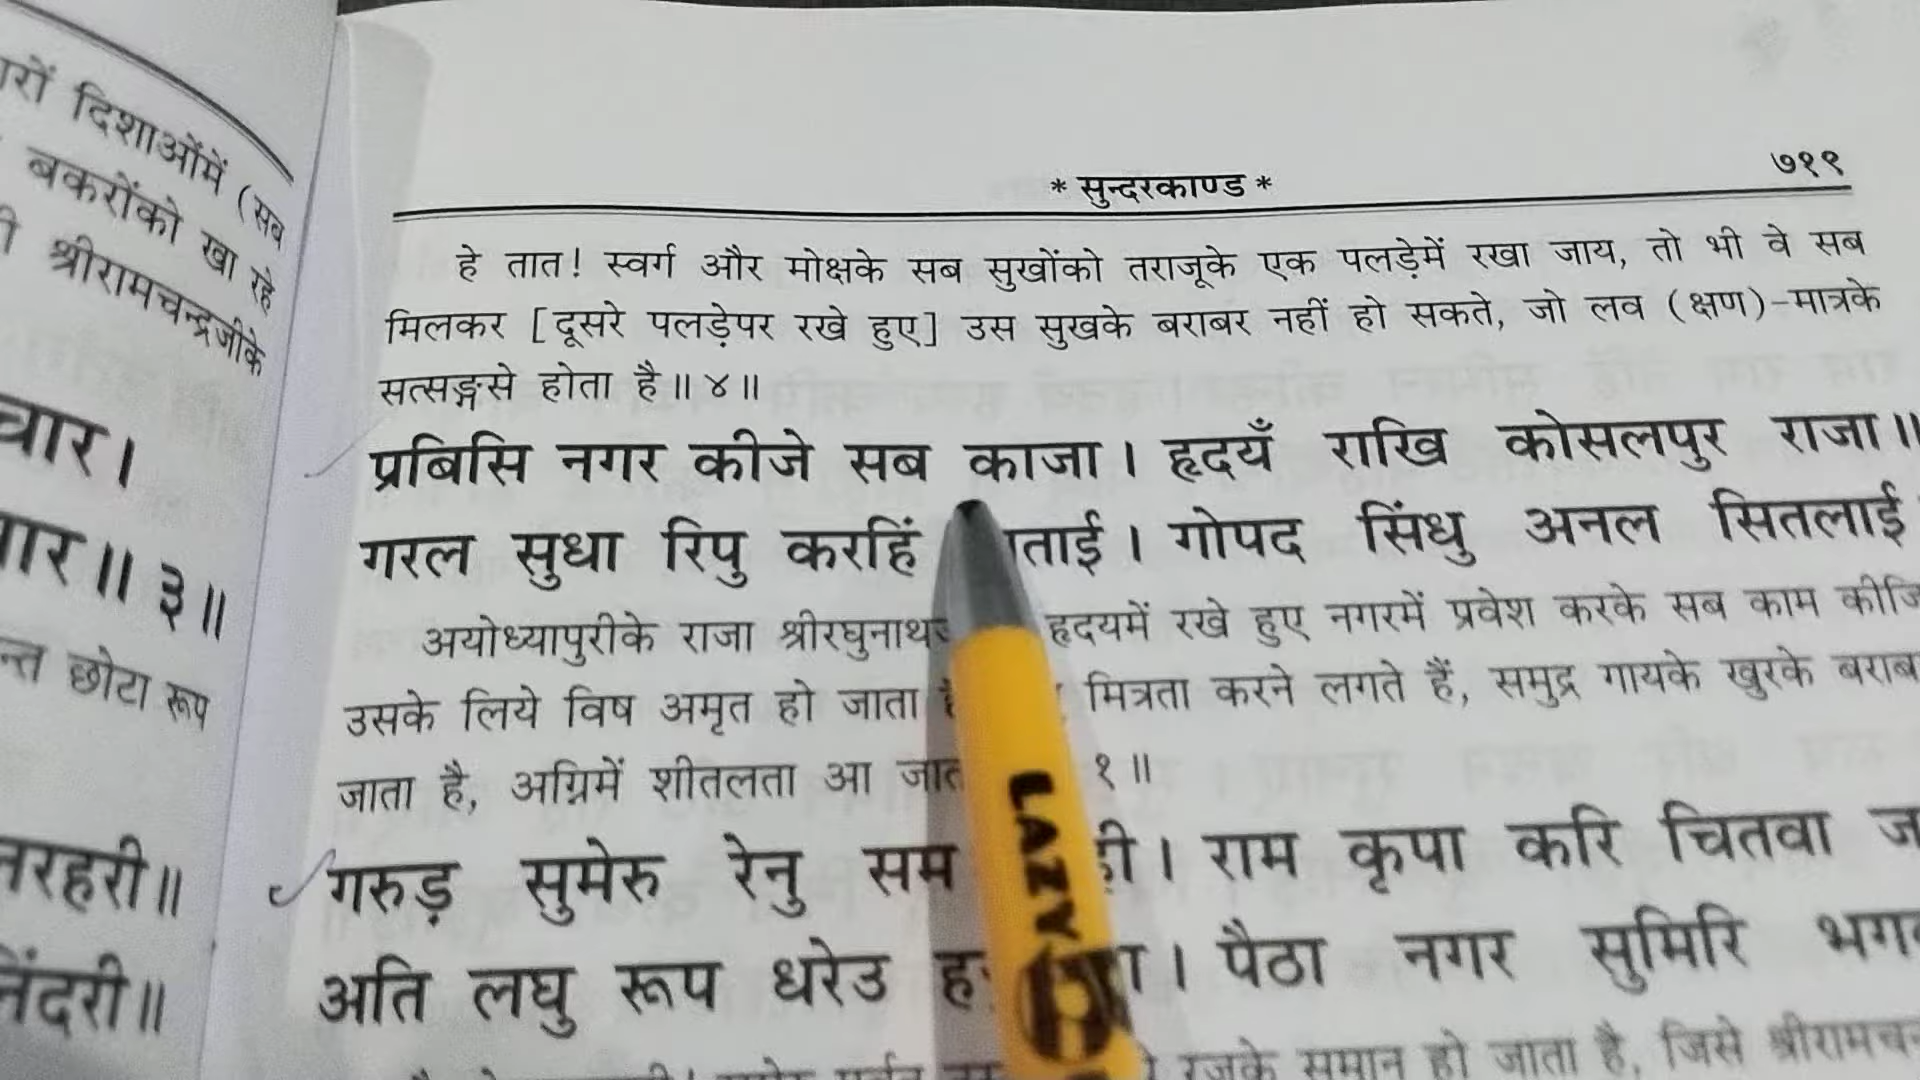 रों दिशाओंमें (सब
बकरोंको खा रहे
श्रीरामचन्द्रजीके
चार।
ार॥ ३॥
न्त छोटा रूप
नरहरी॥
निंदरी॥
* सुन्दरकाण्ड *
७१९
हे तात! स्वर्ग और मोक्षके सब सुखोंको तराजूके एक पलड़ेमें रखा जाय, तो भी वे सब
मिलकर [दूसरे पलड़ेपर रखे हुए] उस सुखके बराबर नहीं हो सकते, जो लव (क्षण)-मात्रके
सत्सङ्गसे होता है॥ ४॥
प्रबिसि नगर कीजे सब काजा। हृदयँ राखि कोसलपुर राजा॥
गरल सुधा रिपु करहिं ताई। गोपद सिंधु अनल सितलाई
अयोध्यापुरीके राजा श्रीरघुनाथ हृदयमें रखे हुए नगरमें प्रवेश करके सब काम कीजि
उसके लिये विष अमृत हो जाता मित्रता करने लगते हैं, समुद्र गायके खुरके बराब
जाता है, अग्निमें शीतलता आ जात १॥
गरुड़ सुमेरु रेनु सम ही। राम कृपा करि चितवा ज
अति लघु रूप धरेउ ह ा। पैठा नगर सुमिरि भग
रजके समान हो जाता है, जिसे श्रीरामच
LAZY